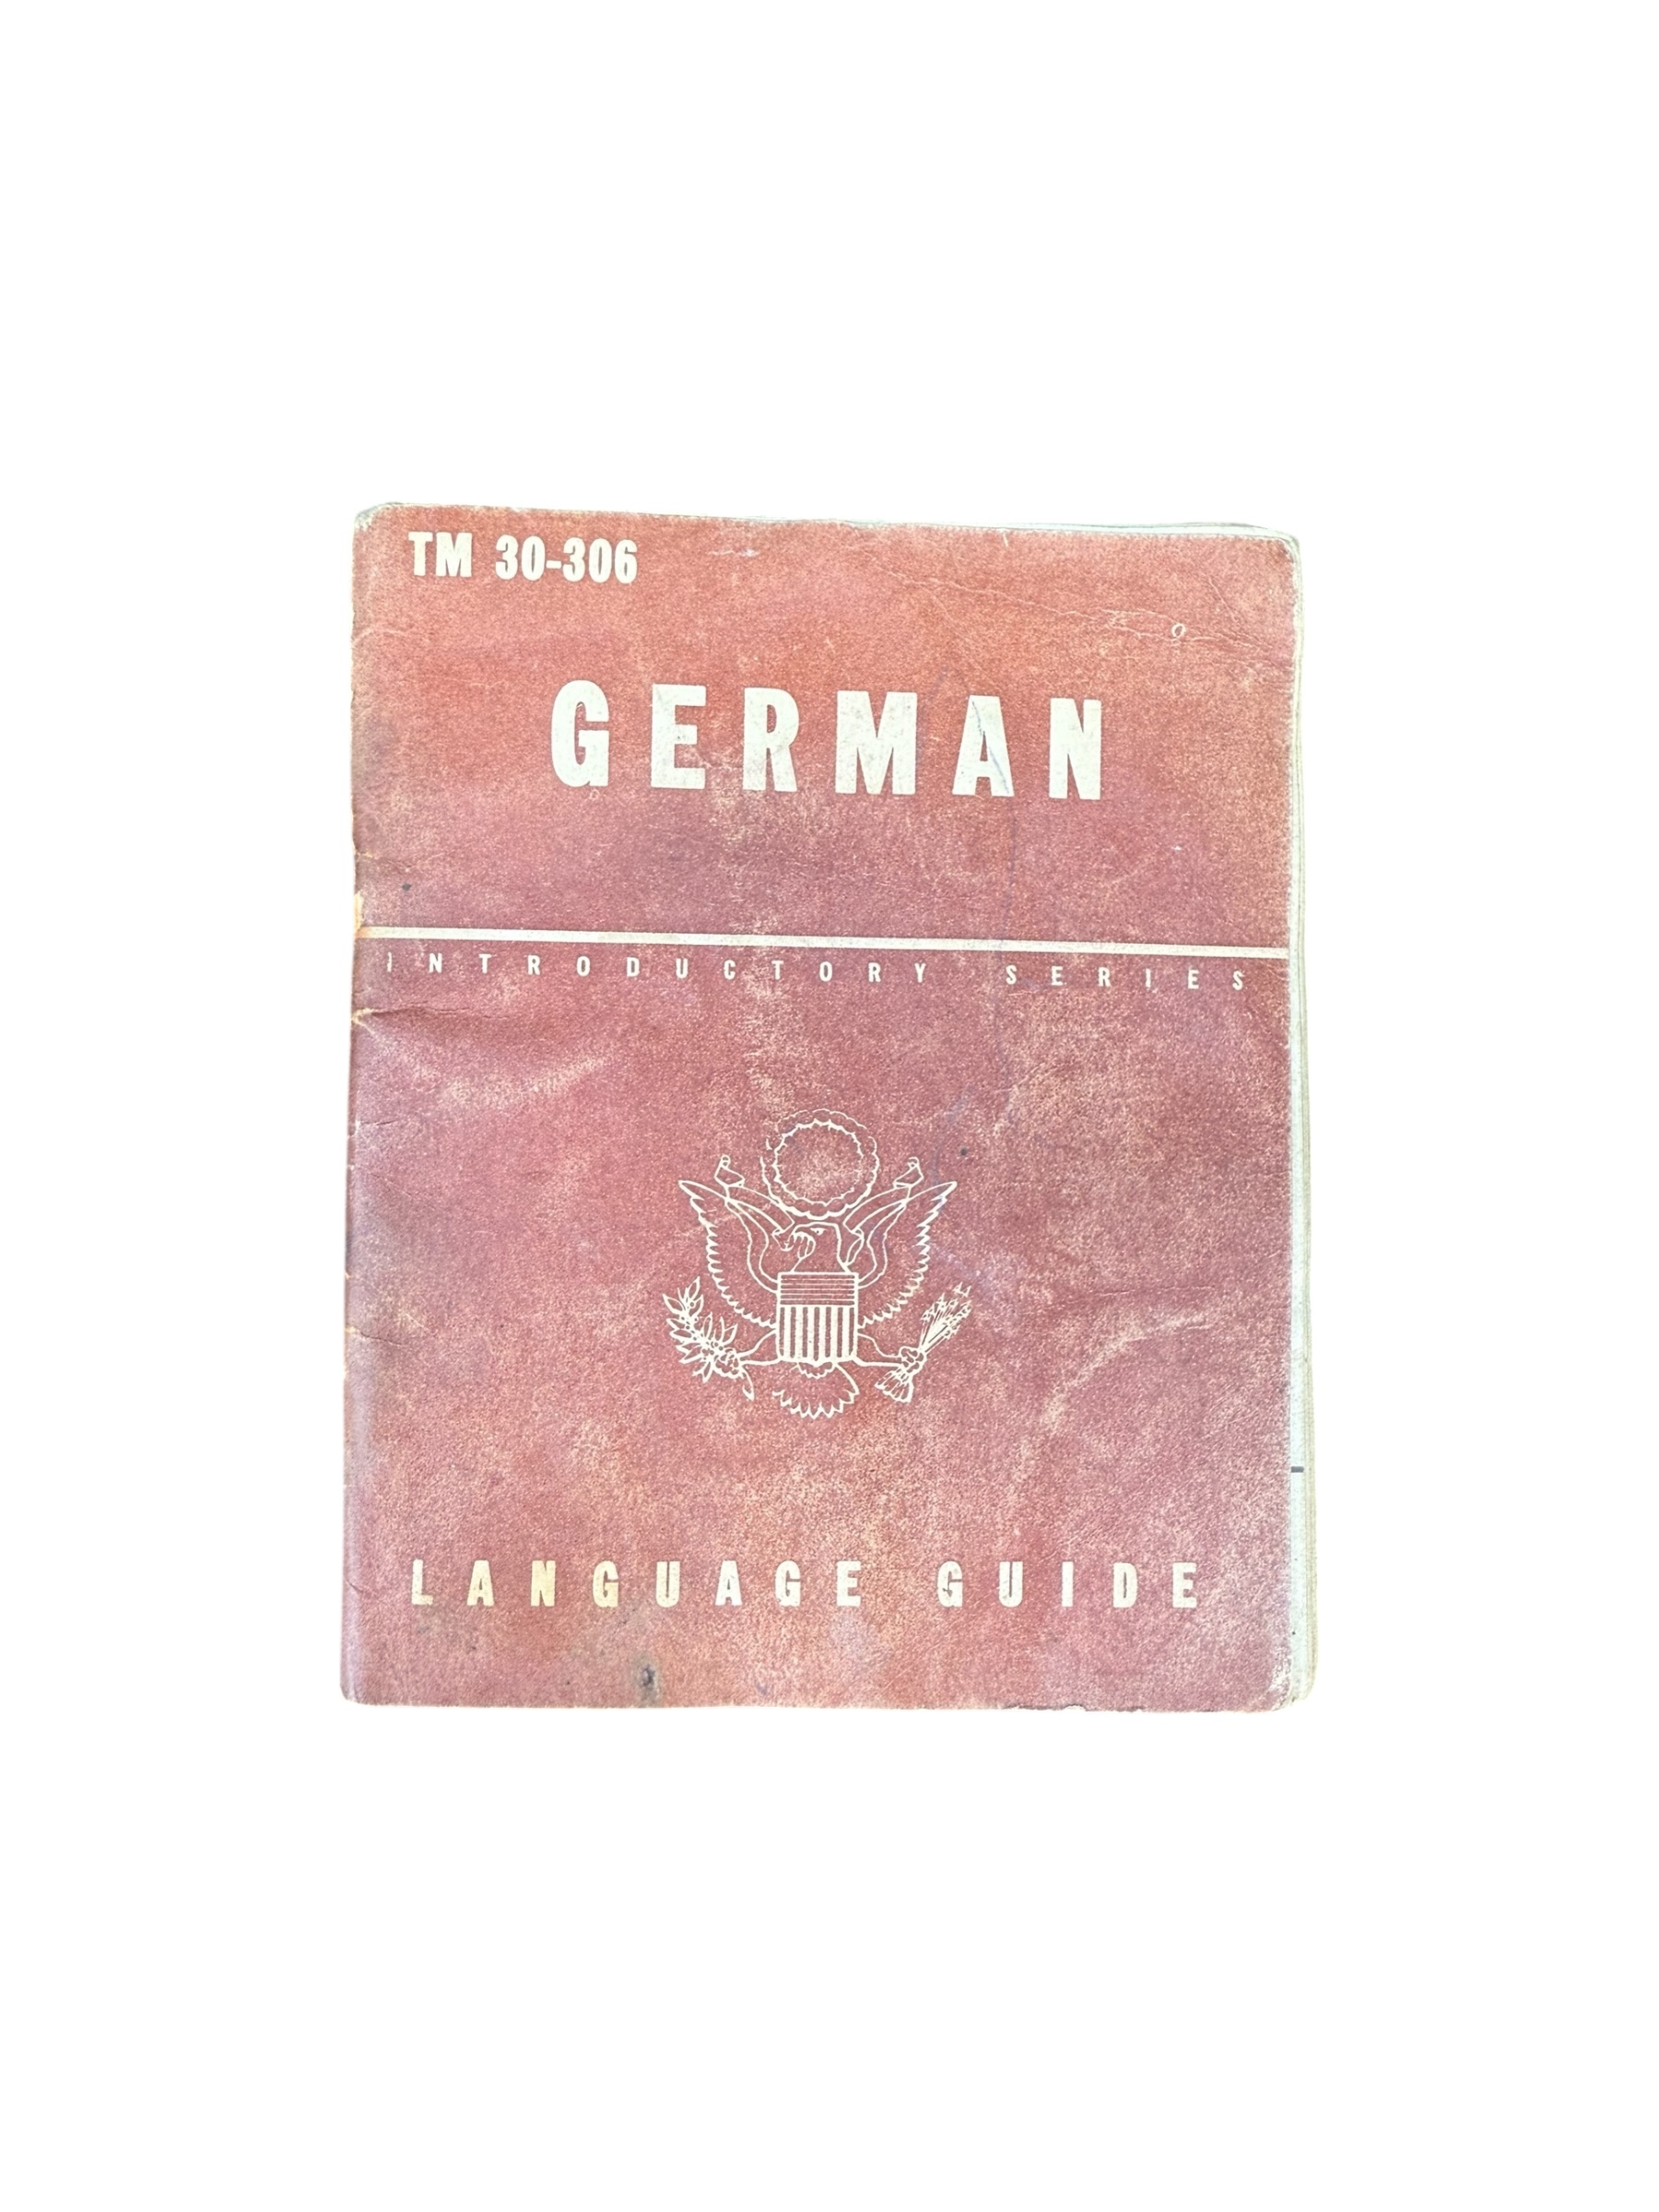 TM 30-306
GERMAN
INTRODUCTORY SERIES
LANGUAGE GUIDE